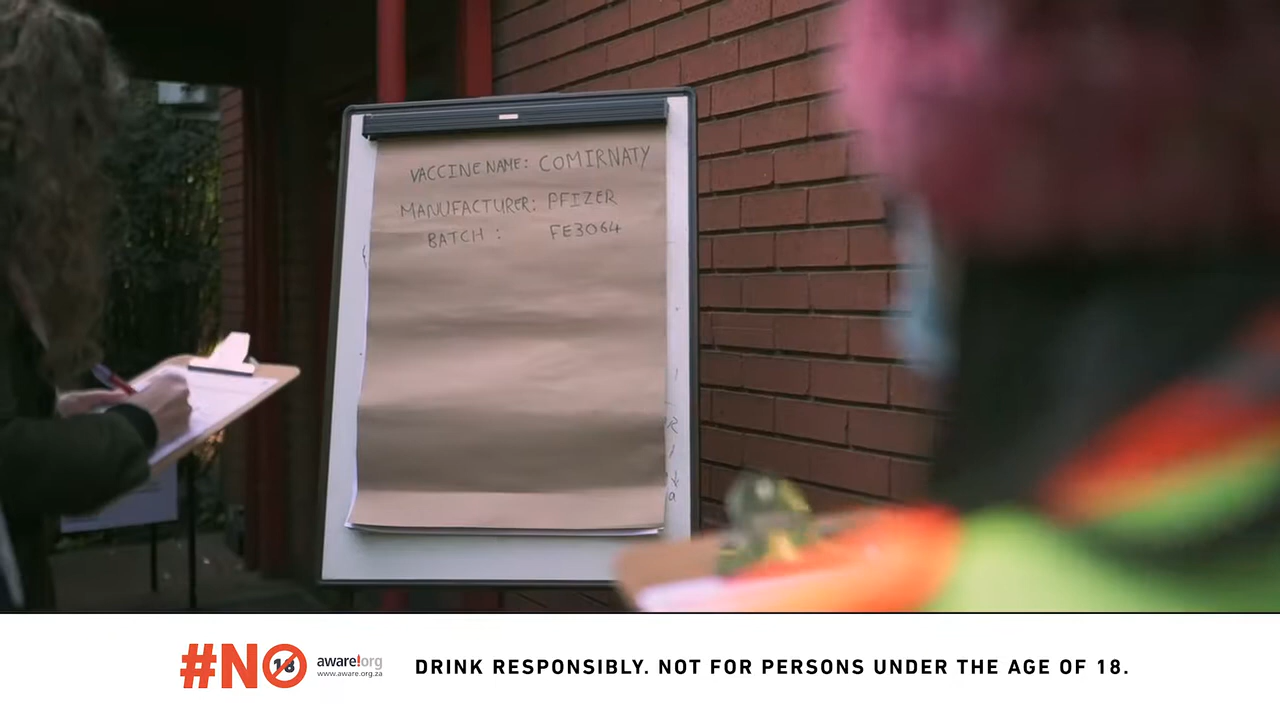 VACCINE NAME: COMIRNATY
MANUFACTURER: PFIZER
BATCH : FE3064
#NO 18
aware!org
www.aware.org.za
DRINK RESPONSIBLY. NOT FOR PERSONS UNDER THE AGE OF 18.